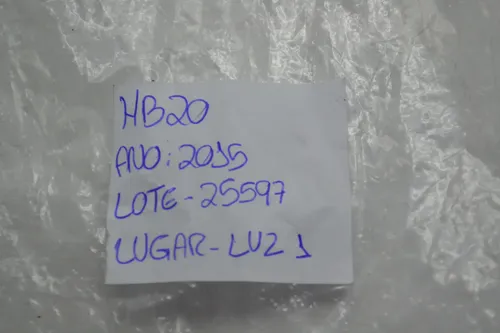 HB20
ANO: 2015
LOTE - 25597
LUGAR - LUZ 1